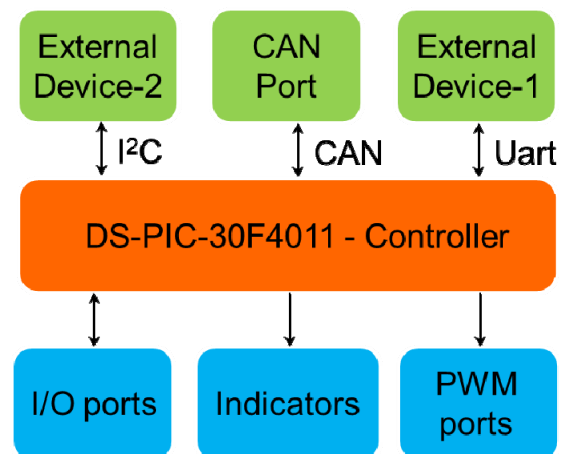 External
Device-2
CAN
Port
External
Device-1
I²C
CAN
Uart
DS-PIC-30F4011 - Controller
I/O ports
Indicators
PWM
ports